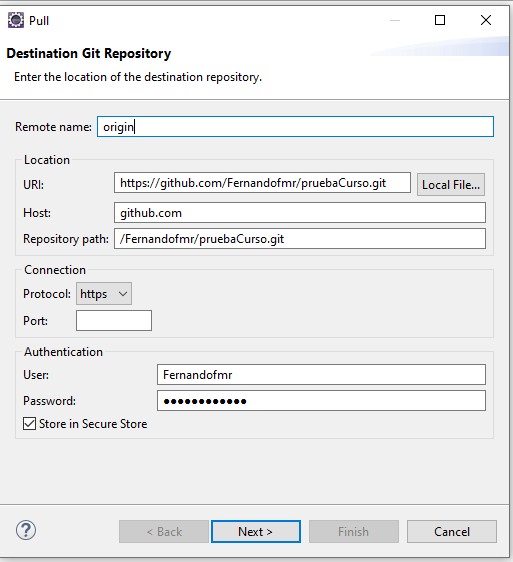 Pull
Destination Git Repository
Enter the location of the destination repository.
Remote name: origin
Location
URI: https://github.com/Fernandofmr/pruebaCurso.git Local File...
Host: github.com
Repository path: /Fernandofmr/pruebaCurso.git
Connection
Protocol: https
Port:
Authentication
User: Fernandofmr
Password: ●●●●●●●●●●●●
Store in Secure Store
< Back Next > Finish Cancel